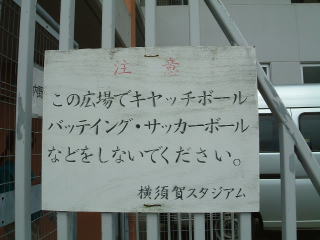 注意
この広場でキャッチボール
バッテイング・サッカーボール
などをしないでください。
横須賀スタジアム